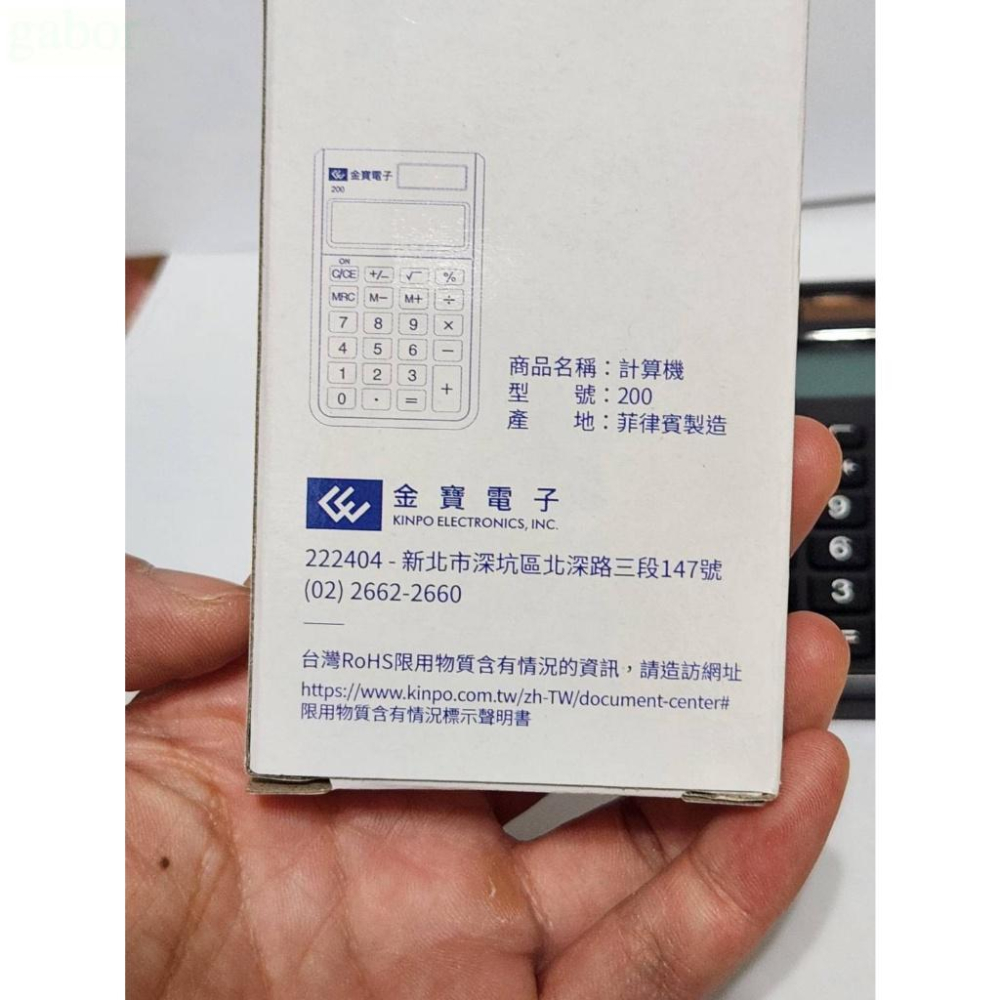 gabor
金寶電子
200
ON
C/CE +/− √ %
MRC M− M+ ÷
7 8 9 ×
4 5 6 −
1 2 3 +
0 · =
商品名稱：計算機
型　　號：200
產　　地：菲律賓製造
金寶電子
KINPO ELECTRONICS, INC.
222404 - 新北市深坑區北深路三段147號
(02) 2662-2660
台灣RoHS限用物質含有情況的資訊，請造訪網址
https://www.kinpo.com.tw/zh-TW/document-center#
限用物質含有情況標示聲明書
9
6
3
=